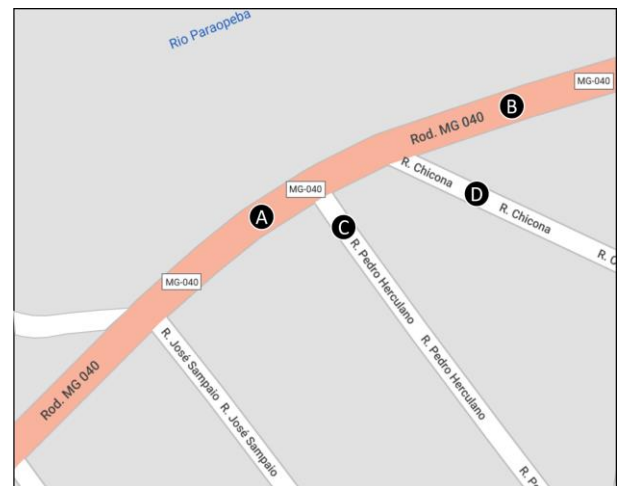 Rio Paraopeba
MG-040
B
Rod. MG 040
R. Chicona
D
R. Chicona
R. C
MG-040
A
C
R. Pedro Herculano
R. Pedro Herculano
R. P
MG-040
R. José Sampaio
R. José Sampaio
Rod. MG 040